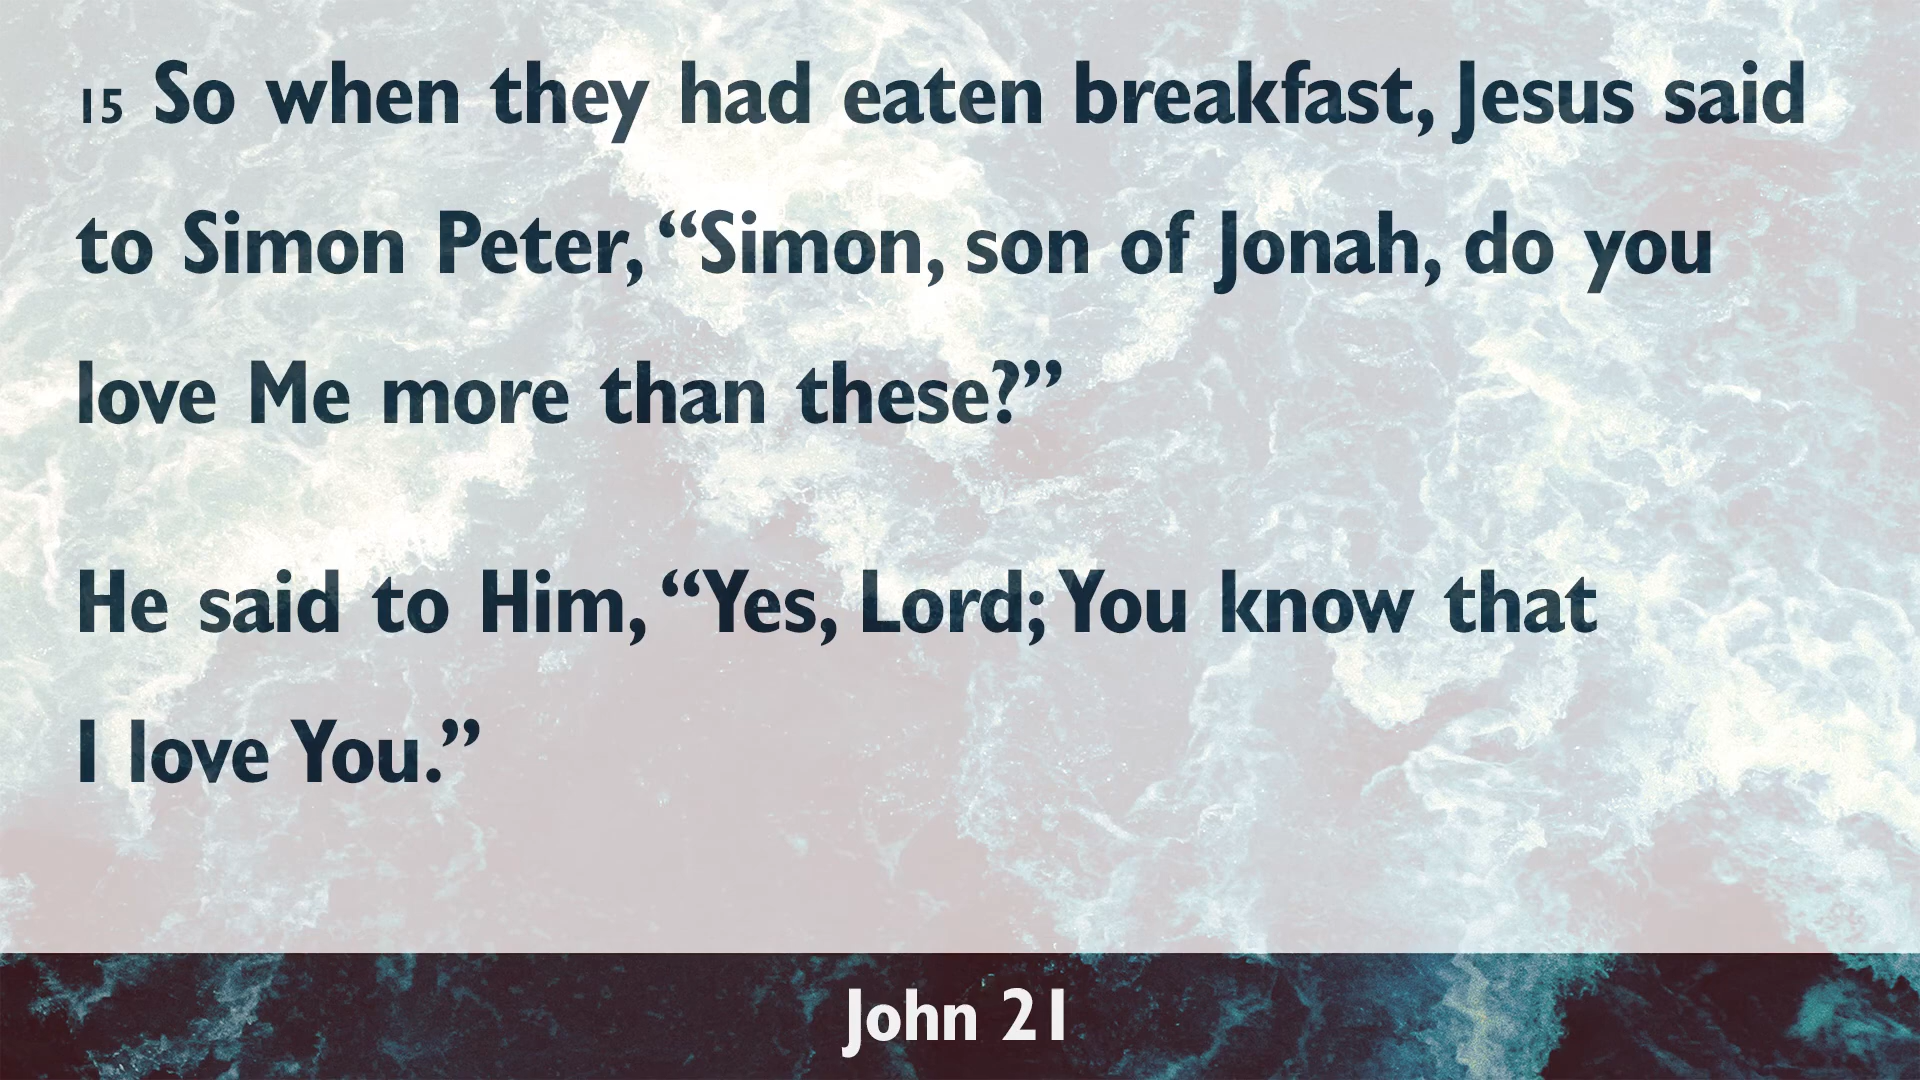 15 So when they had eaten breakfast, Jesus said
to Simon Peter, “Simon, son of Jonah, do you
love Me more than these?”
He said to Him, “Yes, Lord; You know that
I love You.”
John 21